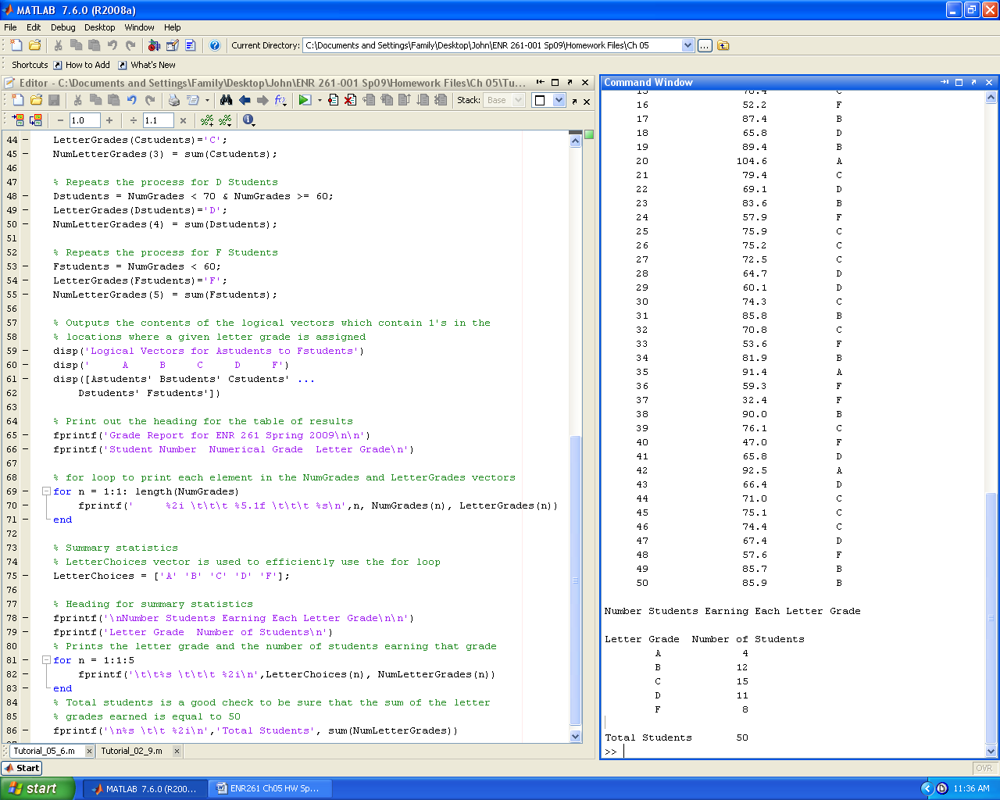 MATLAB 7.6.0 (R2008a)
File Edit Debug Desktop Window Help
Current Directory: C:\Documents and Settings\Family\Desktop\John\ENR 261-001 Sp09\Homework Files\Ch 05
Shortcuts How to Add What's New
Editor - C:\Documents and Settings\Family\Desktop\John\ENR 261-001 Sp09\Homework Files\Ch 05\Tu...
Stack: Base
- 1.0 + ÷ 1.1 ×
44 - LetterGrades(Cstudents)='C';
45 - NumLetterGrades(3) = sum(Cstudents);
46
47 % Repeats the process for D Students
48 - Dstudents = NumGrades < 70 & NumGrades >= 60;
49 - LetterGrades(Dstudents)='D';
50 - NumLetterGrades(4) = sum(Dstudents);
51
52 % Repeats the process for F Students
53 - Fstudents = NumGrades < 60;
54 - LetterGrades(Fstudents)='F';
55 - NumLetterGrades(5) = sum(Fstudents);
56
57 % Outputs the contents of the logical vectors which contain 1's in the
58 % locations where a given letter grade is assigned
59 - disp('Logical Vectors for Astudents to Fstudents')
60 - disp('     A     B     C     D     F')
61 - disp([Astudents' Bstudents' Cstudents' ...
62 Dstudents' Fstudents'])
63
64 % Print out the heading for the table of results
65 - fprintf('Grade Report for ENR 261 Spring 2009\n\n')
66 - fprintf('Student Number  Numerical Grade  Letter Grade\n')
67
68 % for loop to print each element in the NumGrades and LetterGrades vectors
69 - for n = 1:1: length(NumGrades)
70 - fprintf('     %2i \t\t\t %5.1f \t\t\t %s\n',n, NumGrades(n), LetterGrades(n))
71 - end
72
73 % Summary statistics
74 % LetterChoices vector is used to efficiently use the for loop
75 - LetterChoices = ['A' 'B' 'C' 'D' 'F'];
76
77 % Heading for summary statistics
78 - fprintf('\nNumber Students Earning Each Letter Grade\n\n')
79 - fprintf('Letter Grade  Number of Students\n')
80 % Prints the letter grade and the number of students earning that grade
81 - for n = 1:1:5
82 - fprintf('\t\t%s \t\t\t %2i\n',LetterChoices(n), NumLetterGrades(n))
83 - end
84 % Total students is a good check to be sure that the sum of the letter
85 % grades earned is equal to 50
86 - fprintf('\n%s \t\t %2i\n','Total Students', sum(NumLetterGrades))
Tutorial_05_6.m × Tutorial_02_9.m ×
Command Window
16 52.2 F
17 87.4 B
18 65.8 D
19 89.4 B
20 104.6 A
21 79.4 C
22 69.1 D
23 83.6 B
24 57.9 F
25 75.9 C
26 75.2 C
27 72.5 C
28 64.7 D
29 60.1 D
30 74.3 C
31 85.8 B
32 70.8 C
33 53.6 F
34 81.9 B
35 91.4 A
36 59.3 F
37 32.4 F
38 90.0 B
39 76.1 C
40 47.0 F
41 65.8 D
42 92.5 A
43 66.4 D
44 71.0 C
45 75.1 C
46 74.4 C
47 67.4 D
48 57.6 F
49 85.7 B
50 85.9 B
Number Students Earning Each Letter Grade
Letter Grade  Number of Students
A 4
B 12
C 15
D 11
F 8
Total Students 50
>>
Start
OVR
start MATLAB 7.6.0 (R200... ENR261 Ch05 HW Sp... 11:36 AM